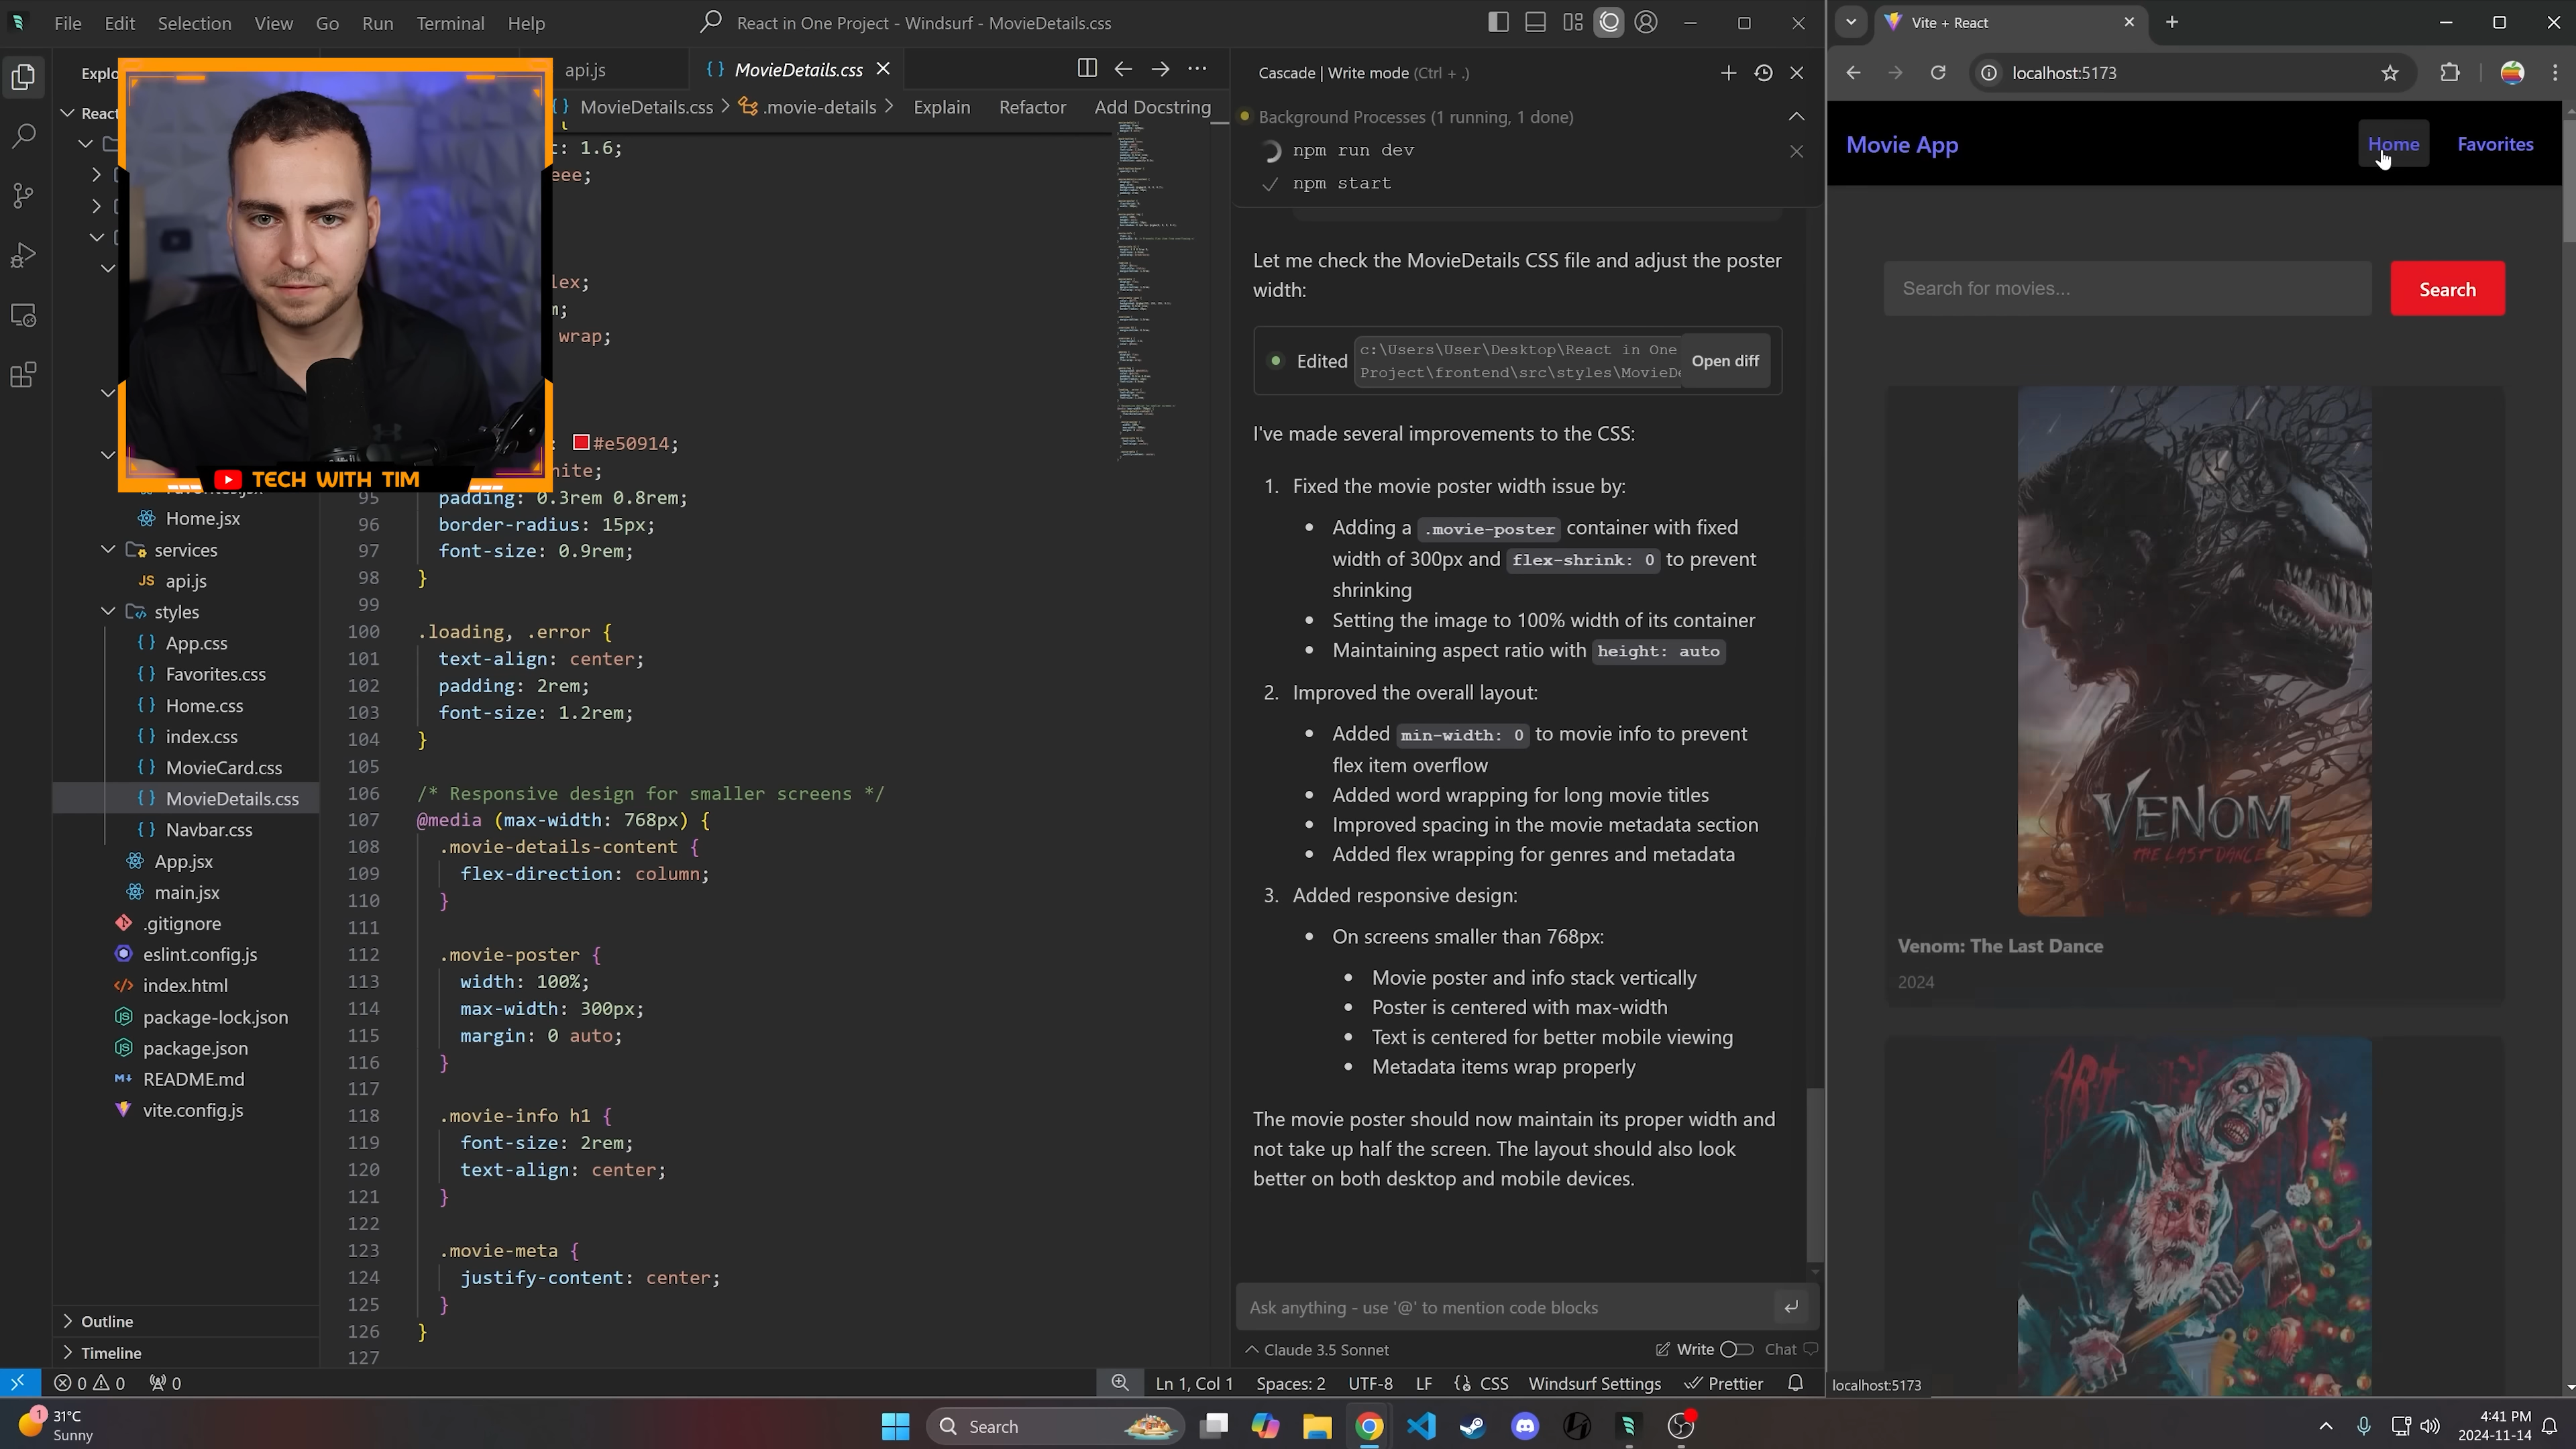 File Edit Selection View Go Run Terminal Help
React in One Project - Windsurf - MovieDetails.css
Explo
React
TECH WITH TIM
Home.jsx
services
JS api.js
styles
{ } App.css
{ } Favorites.css
{ } Home.css
{ } index.css
{ } MovieCard.css
{ } MovieDetails.css
{ } Navbar.css
App.jsx
main.jsx
.gitignore
eslint.config.js
</> index.html
package-lock.json
package.json
README.md
vite.config.js
Outline
Timeline
api.js
{ } MovieDetails.css
MovieDetails.css > .movie-details > Explain Refactor Add Docstring
{
: 1.6;
eee;
lex;
m;
wrap;
: #e50914;
hite;
95 padding: 0.3rem 0.8rem;
96 border-radius: 15px;
97 font-size: 0.9rem;
98 }
99
100 .loading, .error {
101 text-align: center;
102 padding: 2rem;
103 font-size: 1.2rem;
104 }
105
106 /* Responsive design for smaller screens */
107 @media (max-width: 768px) {
108 .movie-details-content {
109 flex-direction: column;
110 }
111
112 .movie-poster {
113 width: 100%;
114 max-width: 300px;
115 margin: 0 auto;
116 }
117
118 .movie-info h1 {
119 font-size: 2rem;
120 text-align: center;
121 }
122
123 .movie-meta {
124 justify-content: center;
125 }
126 }
127
Cascade | Write mode (Ctrl + .)
Background Processes (1 running, 1 done)
npm run dev
npm start
Let me check the MovieDetails CSS file and adjust the poster
width:
Edited c:\Users\User\Desktop\React in One
Project\frontend\src\styles\MovieDe
Open diff
I've made several improvements to the CSS:
1. Fixed the movie poster width issue by:
• Adding a .movie-poster container with fixed
width of 300px and flex-shrink: 0 to prevent
shrinking
• Setting the image to 100% width of its container
• Maintaining aspect ratio with height: auto
2. Improved the overall layout:
• Added min-width: 0 to movie info to prevent
flex item overflow
• Added word wrapping for long movie titles
• Improved spacing in the movie metadata section
• Added flex wrapping for genres and metadata
3. Added responsive design:
• On screens smaller than 768px:
• Movie poster and info stack vertically
• Poster is centered with max-width
• Text is centered for better mobile viewing
• Metadata items wrap properly
The movie poster should now maintain its proper width and
not take up half the screen. The layout should also look
better on both desktop and mobile devices.
Ask anything - use '@' to mention code blocks
Claude 3.5 Sonnet
Write Chat
0 0 0
Ln 1, Col 1 Spaces: 2 UTF-8 LF CSS Windsurf Settings Prettier
Vite + React
localhost:5173
Movie App
Home Favorites
Search for movies...
Search
VENOM
THE LAST DANCE
Venom: The Last Dance
2024
ART
localhost:5173
1
31°C
Sunny
Search
4:41 PM
2024-11-14